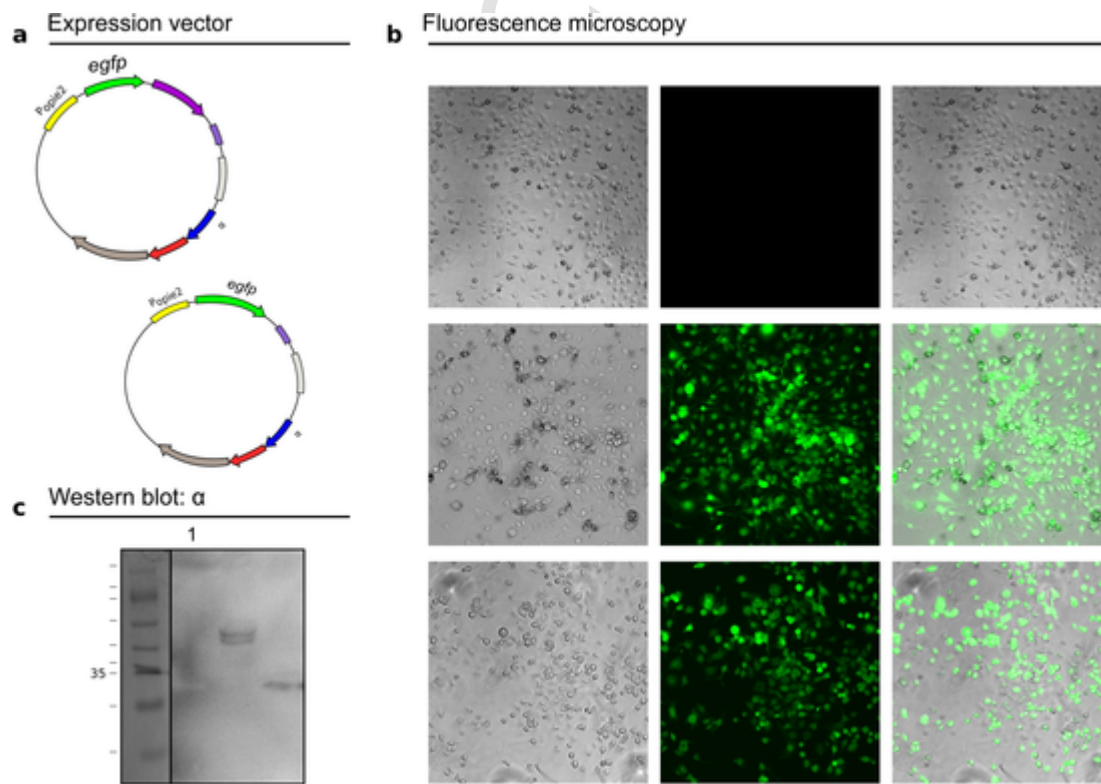 a Expression vector
b Fluorescence microscopy
Popie2
egfp
Popie2
egfp
c Western blot: α
1
35